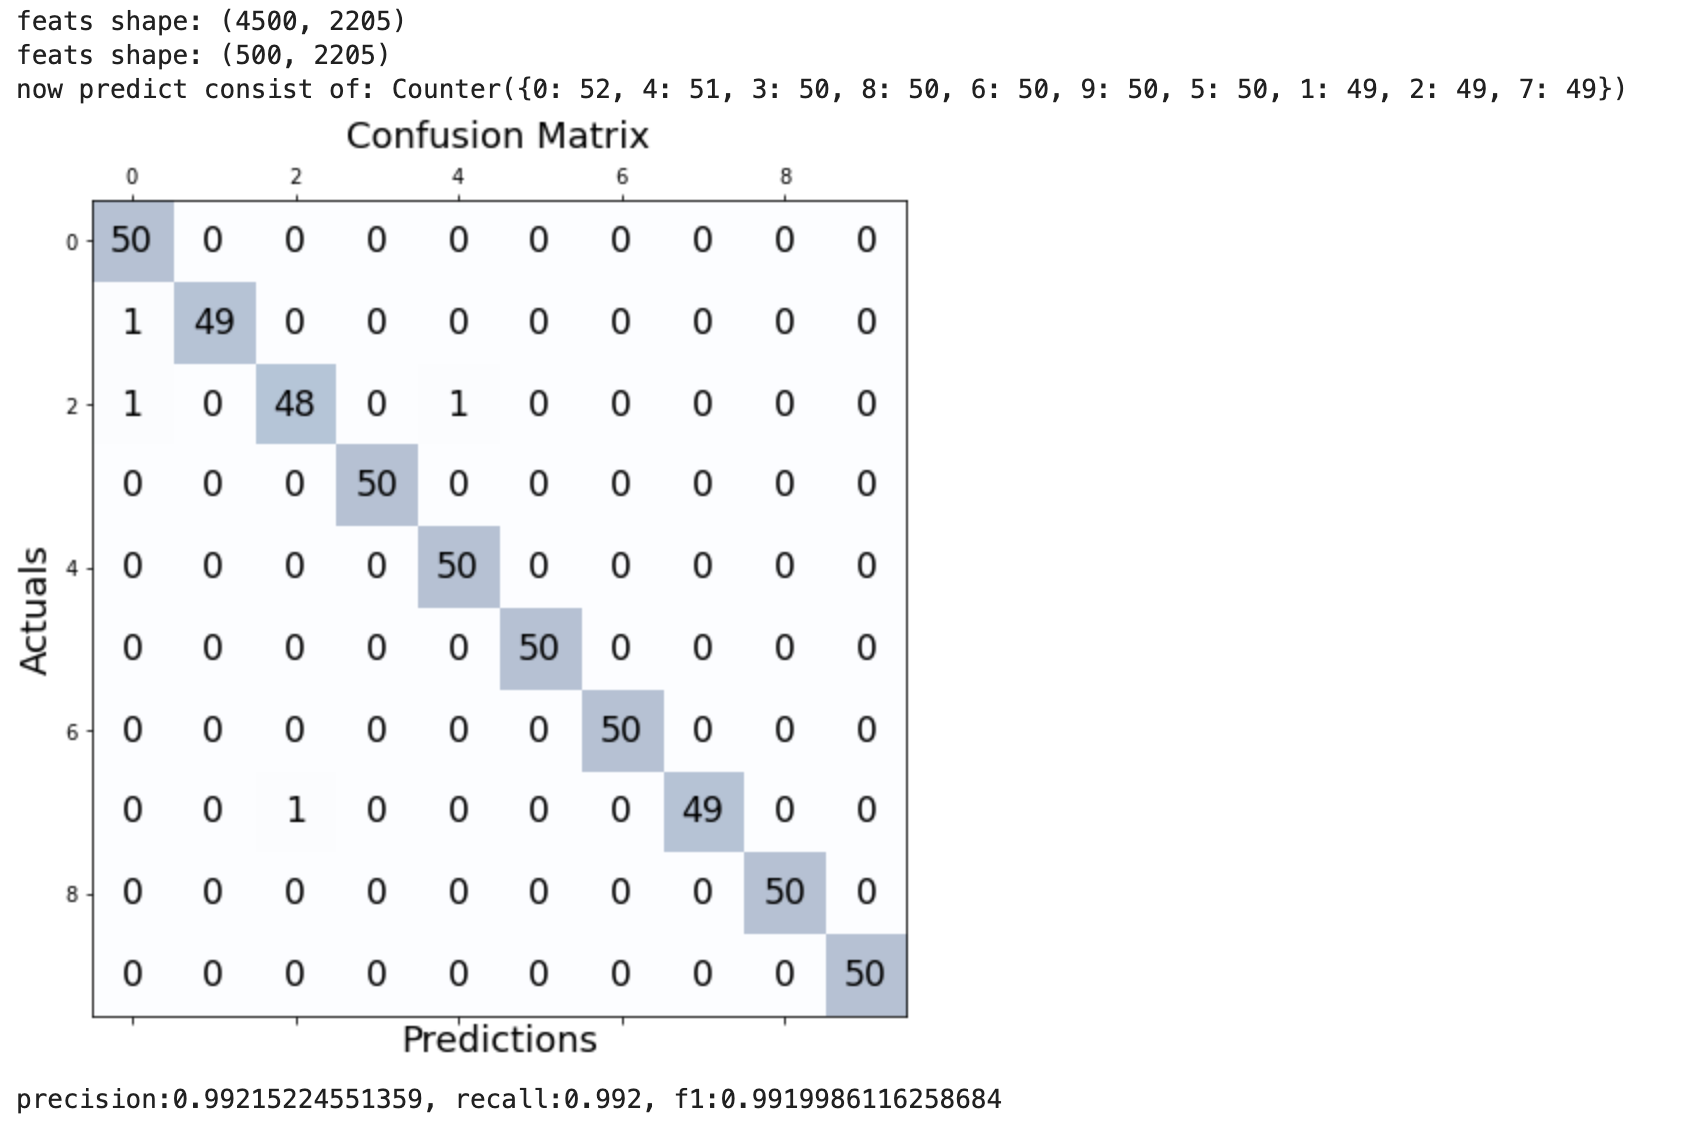 feats shape: (4500, 2205)
feats shape: (500, 2205)
now predict consist of: Counter({0: 52, 4: 51, 3: 50, 8: 50, 6: 50, 9: 50, 5: 50, 1: 49, 2: 49, 7: 49})
Confusion Matrix
0 2 4 6 8
0 50 0 0 0 0 0 0 0 0 0
1 49 0 0 0 0 0 0 0 0
2 1 0 48 0 1 0 0 0 0 0
0 0 0 50 0 0 0 0 0 0
4 0 0 0 0 50 0 0 0 0 0
0 0 0 0 0 50 0 0 0 0
6 0 0 0 0 0 0 50 0 0 0
0 0 1 0 0 0 0 49 0 0
8 0 0 0 0 0 0 0 0 50 0
0 0 0 0 0 0 0 0 0 50
Actuals
Predictions
precision:0.99215224551359, recall:0.992, f1:0.9919986116258684